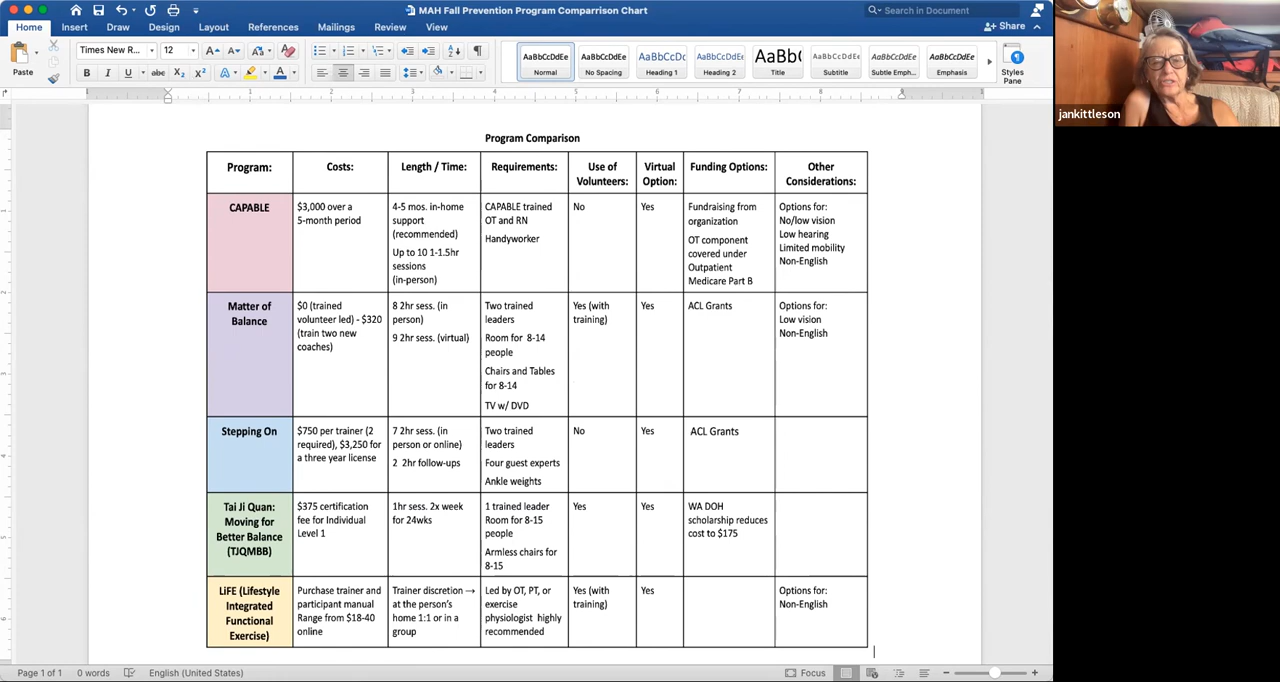 MAH Fall Prevention Program Comparrison Chart
Search in Document
Home Insert Draw Design Layout References Mailings Review View
Share
Paste
Times New R...
12
AaBbCcDdEe AaBbCcDdEe AaBbCcDc AaBbCcDdEe AaBb( AaBbCcDdEe AaBbCcDdEe AaBbCcDdEe
Normal No Spacing Heading 1 Heading 2 Title Subtitle Subtle Emph... Emphasis
Styles
Pane
jankittleson
Program Comparison
Program: Costs: Length / Time: Requirements: Use of Volunteers: Virtual Option: Funding Options: Other Considerations:
CAPABLE
$3,000 over a
5-month period
4-5 mos. in-home
support
(recommended)
Up to 10 1-1.5hr
sessions
(in-person)
CAPABLE trained
OT and RN
Handyworker
No
Yes
Fundraising from
organization
OT component
covered under
Outpatient
Medicare Part B
Options for:
No/low vision
Low hearing
Limited mobility
Non-English
Matter of
Balance
$0 (trained
volunteer led) - $320
(train two new
coaches)
8 2hr sess. (in
person)
9 2hr sess. (virtual)
Two trained
leaders
Room for 8-14
people
Chairs and Tables
for 8-14
TV w/ DVD
Yes (with
training)
Yes
ACL Grants
Options for:
Low vision
Non-English
Stepping On
$750 per trainer (2
required), $3,250 for
a three year license
7 2hr sess. (in
person or online)
2 2hr follow-ups
Two trained
leaders
Four guest experts
Ankle weights
No
Yes
ACL Grants
Tai Ji Quan:
Moving for
Better Balance
(TJQMBB)
$375 certification
fee for Individual
Level 1
1hr sess. 2x week
for 24wks
1 trained leader
Room for 8-15
people
Armless chairs for
8-15
Yes
Yes
WA DOH
scholarship reduces
cost to $175
LiFE (Lifestyle
Integrated
Functional
Exercise)
Purchase trainer and
participant manual
Range from $18-40
online
Trainer discretion →
at the person's
home 1:1 or in a
group
Led by OT, PT, or
exercise
physiologist highly
recommended
Yes (with
training)
Yes
Options for:
Non-English
Page 1 of 1 0 words English (United States) Focus